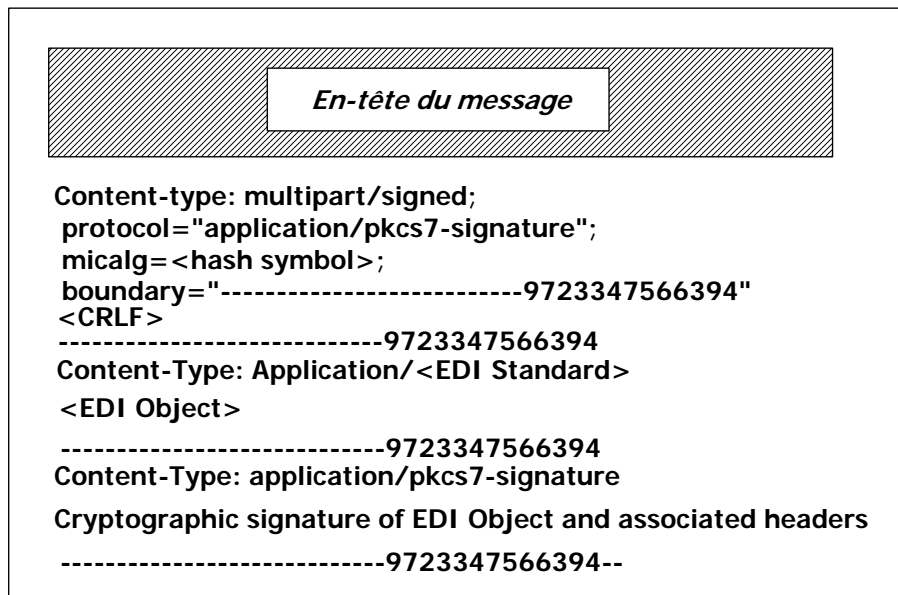 En-tête du message
Content-type: multipart/signed;
protocol="application/pkcs7-signature";
micalg=<hash symbol>;
boundary="---------------------------9723347566394"
<CRLF>
-----------------------------9723347566394
Content-Type: Application/<EDI Standard>
<EDI Object>
-----------------------------9723347566394
Content-Type: application/pkcs7-signature
Cryptographic signature of EDI Object and associated headers
-----------------------------9723347566394--